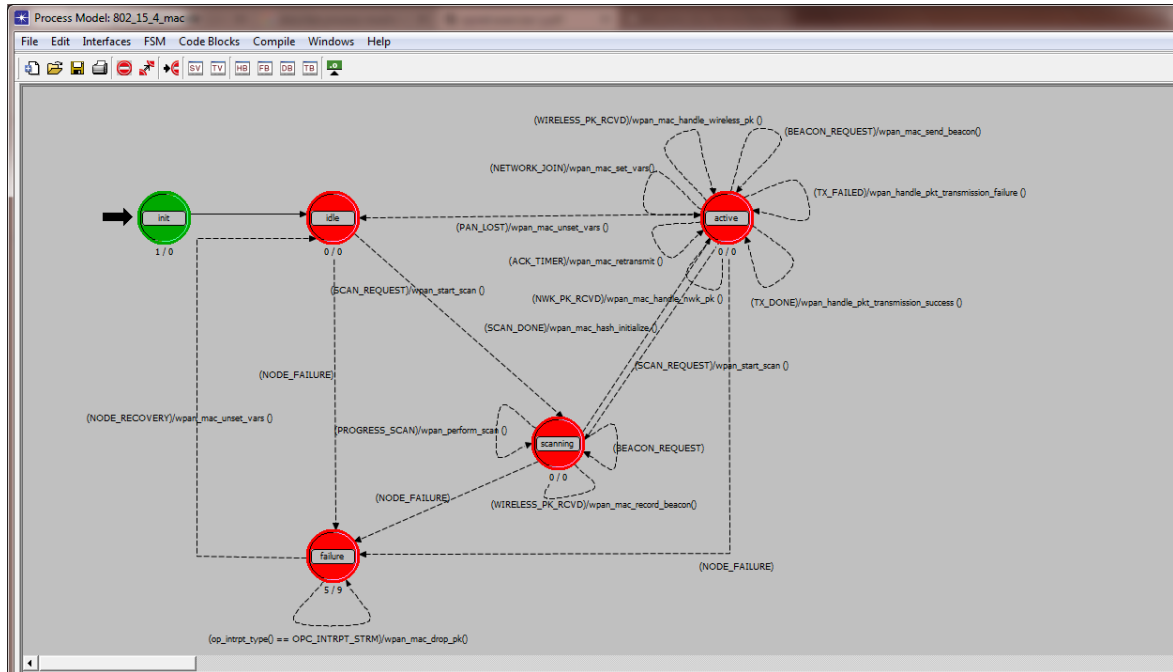 Process Model: 802_15_4_mac
File Edit Interfaces FSM Code Blocks Compile Windows Help
SV TV HB FB DB TB
(WIRELESS_PK_RCVD)/wpan_mac_handle_wireless_pk ()
(BEACON_REQUEST)/wpan_mac_send_beacon()
(NETWORK_JOIN)/wpan_mac_set_vars()
(TX_FAILED)/wpan_handle_pkt_transmission_failure ()
init
idle
active
(PAN_LOST)/wpan_mac_unset_vars ()
1 / 0
0 / 0
0 / 0
(ACK_TIMER)/wpan_mac_retransmit ()
(SCAN_REQUEST)/wpan_start_scan ()
(NWK_PK_RCVD)/wpan_mac_handle_nwk_pk ()
(TX_DONE)/wpan_handle_pkt_transmission_success ()
(SCAN_DONE)/wpan_mac_hash_initialize ()
(SCAN_REQUEST)/wpan_start_scan ()
(NODE_FAILURE)
(NODE_RECOVERY)/wpan_mac_unset_vars ()
(PROGRESS_SCAN)/wpan_perform_scan ()
scanning
(BEACON_REQUEST)
0 / 0
(NODE_FAILURE)
(WIRELESS_PK_RCVD)/wpan_mac_record_beacon()
failure
(NODE_FAILURE)
5 / 9
(op_intrpt_type() == OPC_INTRPT_STRM)/wpan_mac_drop_pk()